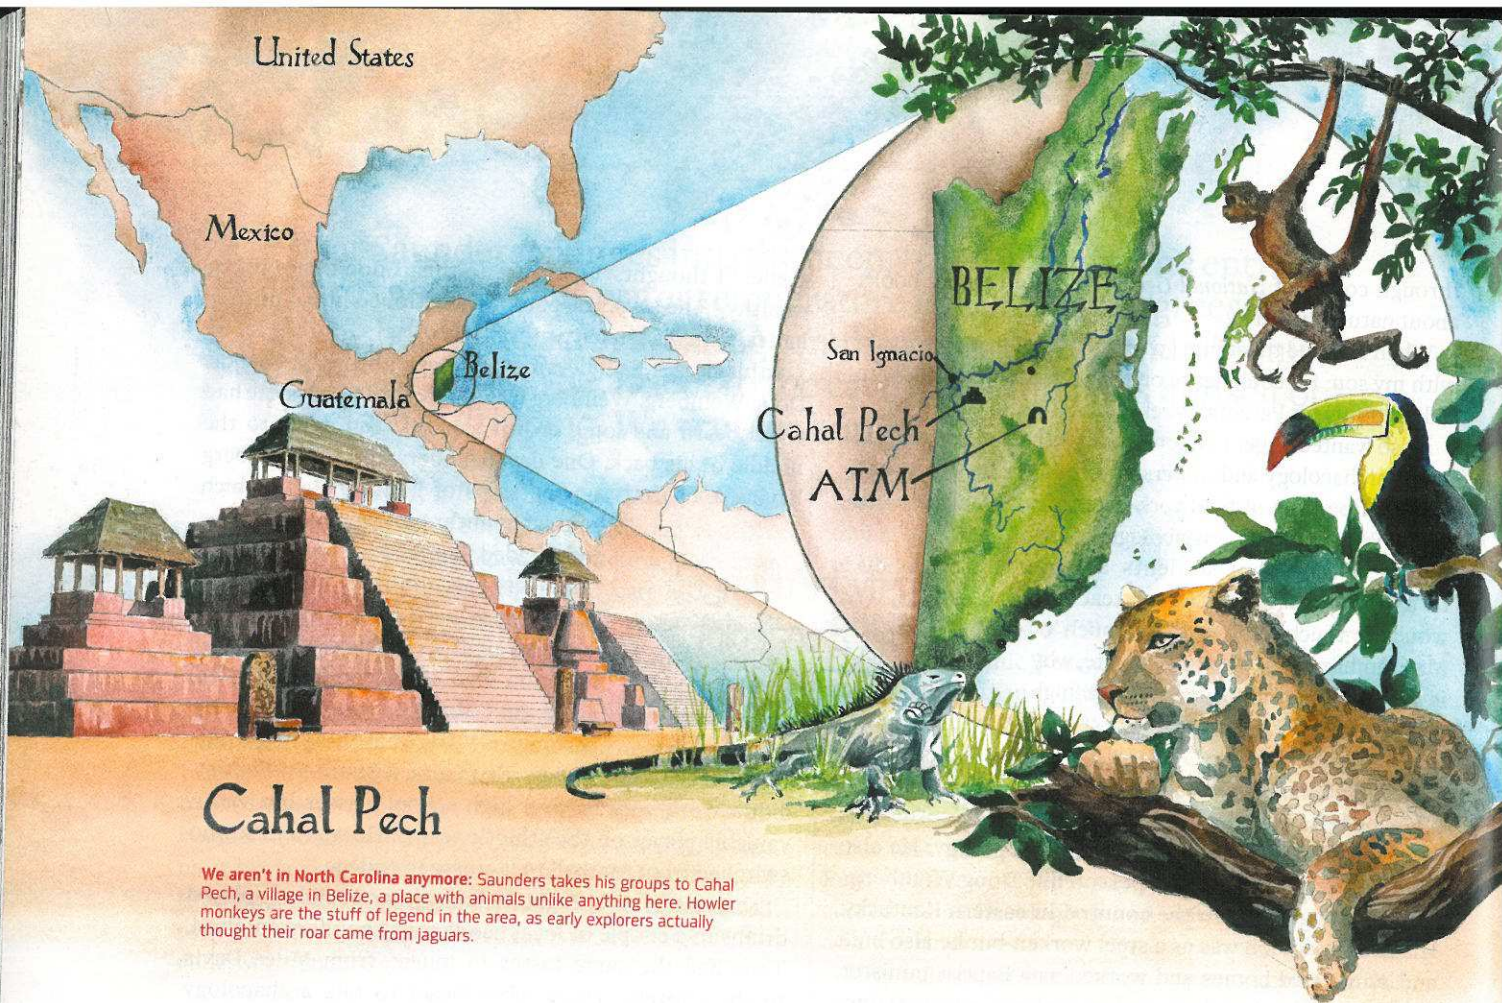 United States
Mexico
Belize
Guatemala
BELIZE
San Ignacio
Cahal Pech
ATM
Cahal Pech
We aren't in North Carolina anymore: Saunders takes his groups to Cahal
Pech, a village in Belize, a place with animals unlike anything here. Howler
monkeys are the stuff of legend in the area, as early explorers actually
thought their roar came from jaguars.